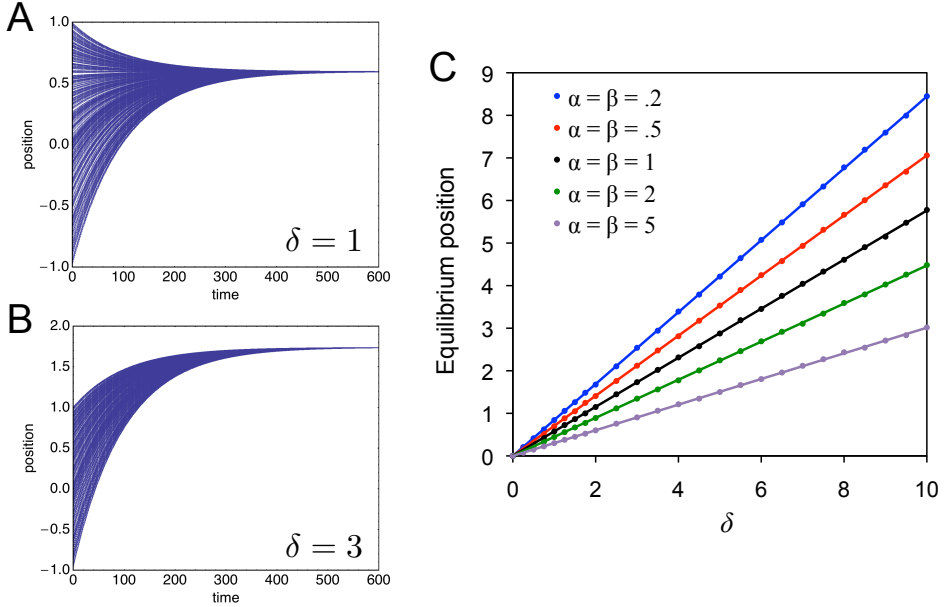 A
1.0
0.5
0.0
−0.5
−1.0
position
δ = 1
0 100 200 300 400 500 600
time
B
2.0
1.5
1.0
0.5
0.0
−0.5
−1.0
position
δ = 3
0 100 200 300 400 500 600
time
C
9
8
7
6
5
4
3
2
1
0
Equilibrium position
α = β = .2
α = β = .5
α = β = 1
α = β = 2
α = β = 5
0 2 4 6 8 10
δ